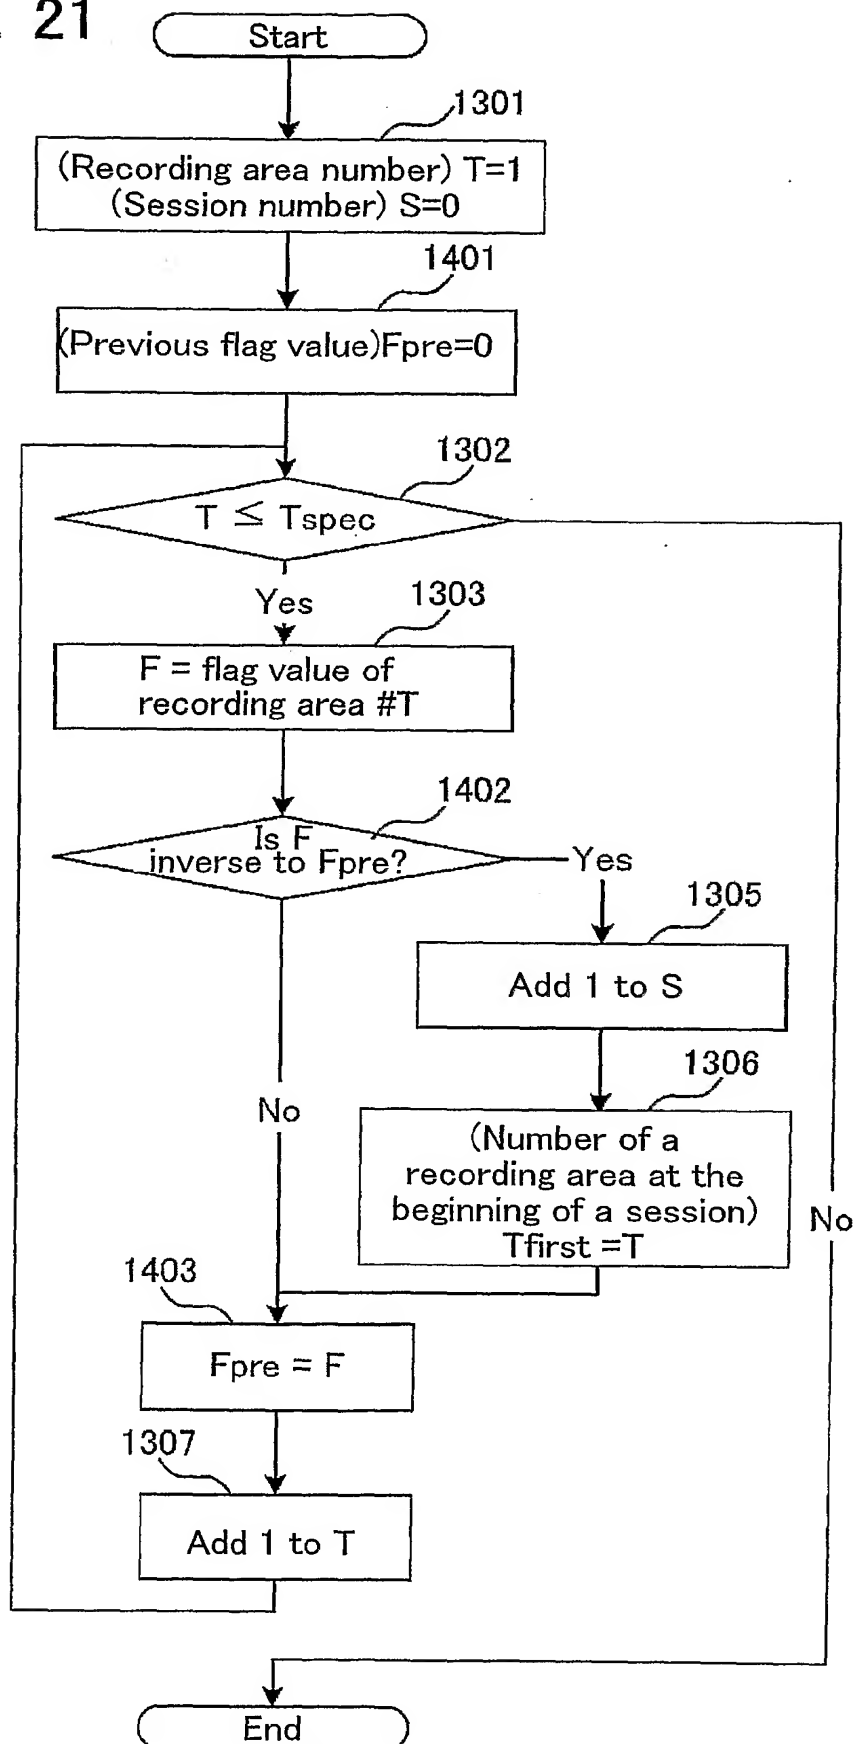 21
Start
1301
(Recording area number) T=1
(Session number) S=0
1401
(Previous flag value)Fpre=0
1302
T ≤ Tspec
Yes
1303
F = flag value of
recording area #T
1402
Is F
inverse to Fpre?
Yes
1305
Add 1 to S
1306
No
(Number of a
recording area at the
beginning of a session)
Tfirst =T
No
1403
Fpre = F
1307
Add 1 to T
End